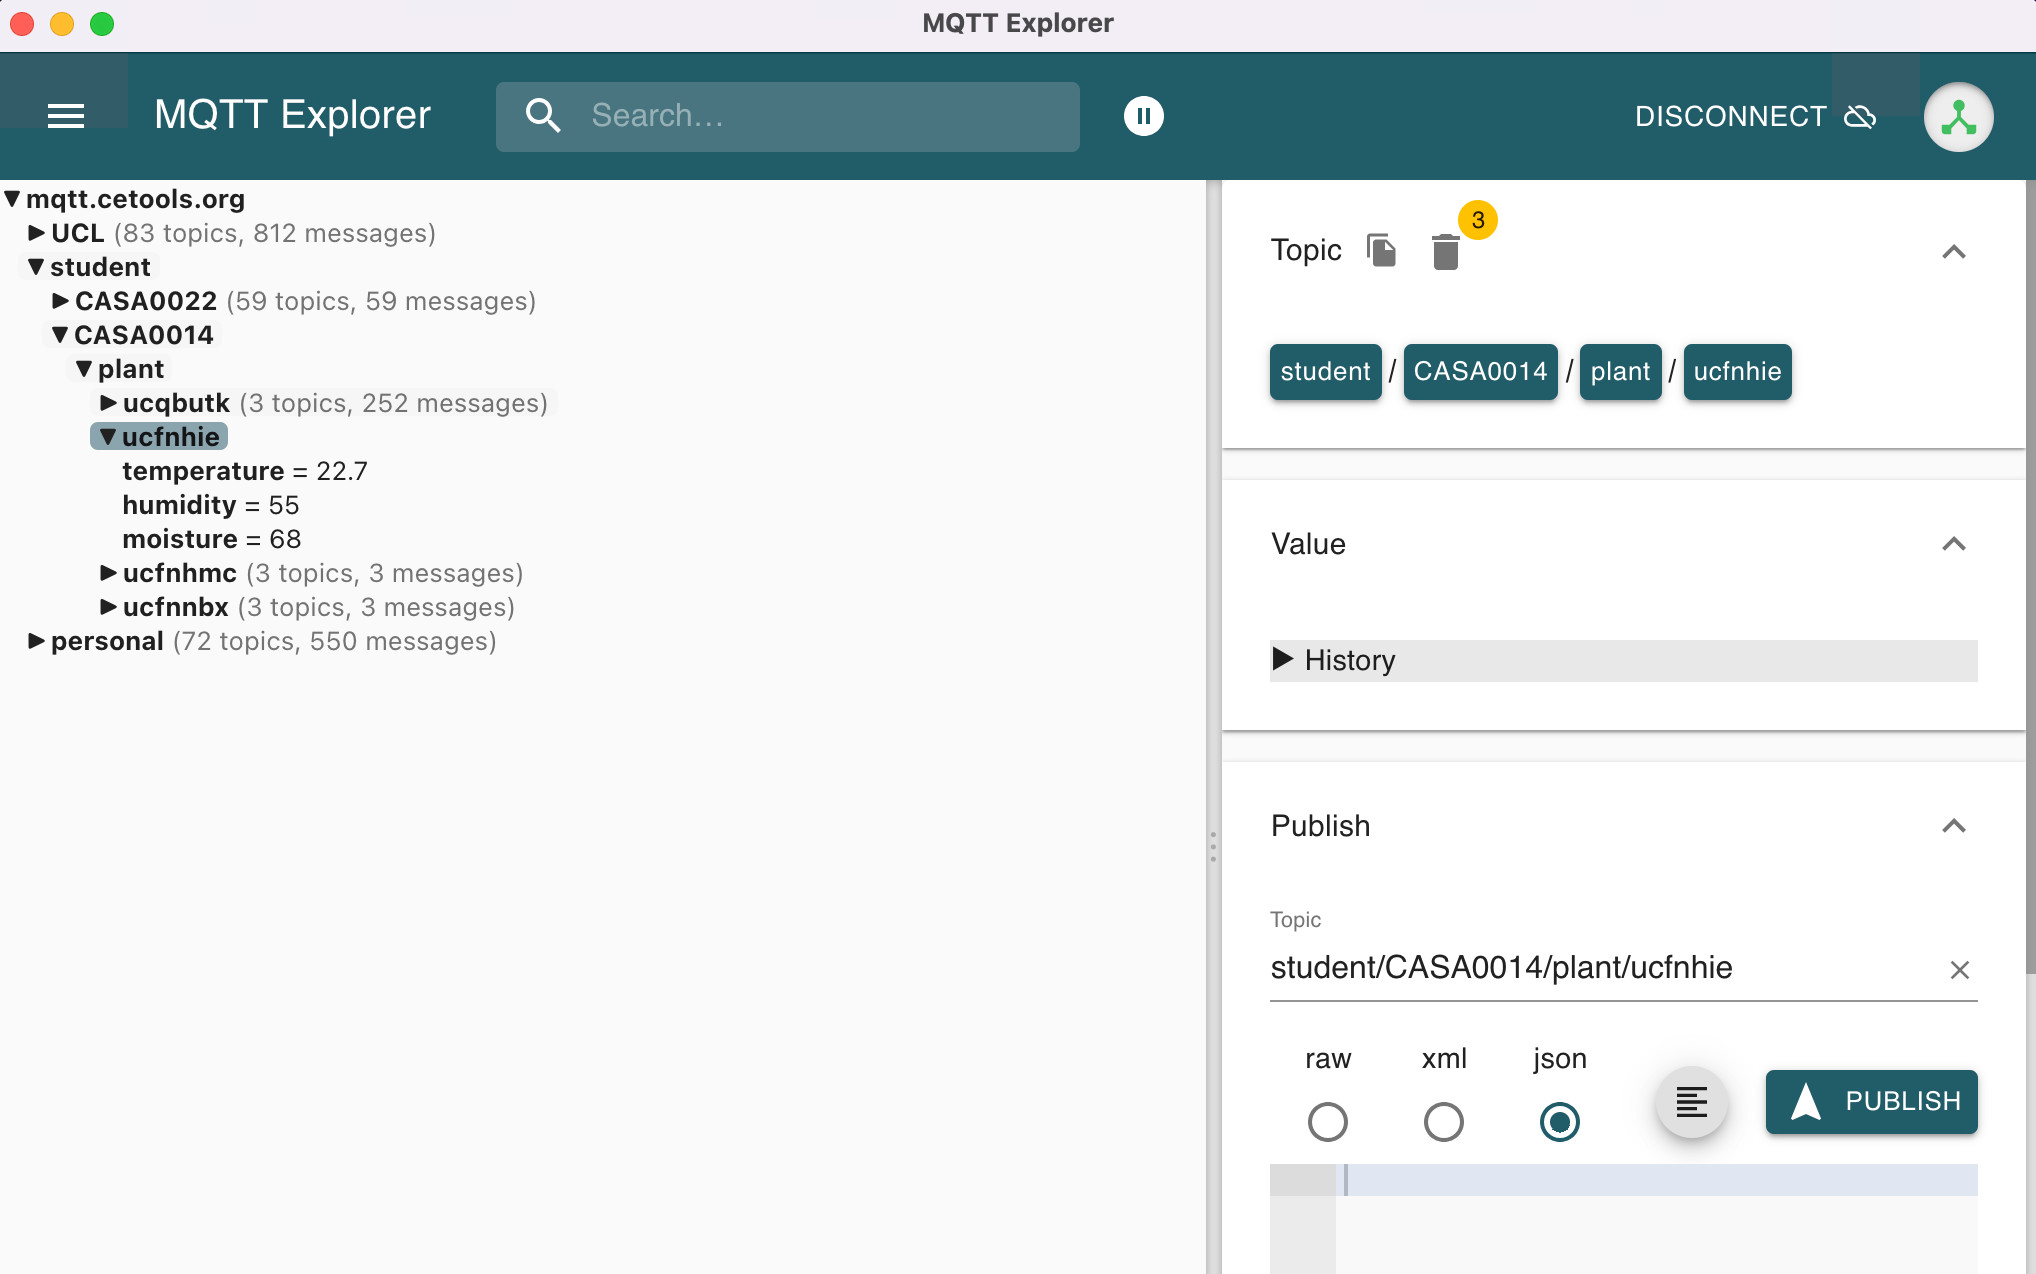 MQTT Explorer
MQTT Explorer
Search...
DISCONNECT
mqtt.cetools.org
UCL (83 topics, 812 messages)
student
CASA0022 (59 topics, 59 messages)
CASA0014
plant
ucqbutk (3 topics, 252 messages)
ucfnhie
temperature = 22.7
humidity = 55
moisture = 68
ucfnhmc (3 topics, 3 messages)
ucfnnbx (3 topics, 3 messages)
personal (72 topics, 550 messages)
Topic 3
student / CASA0014 / plant / ucfnhie
Value
History
Publish
Topic
student/CASA0014/plant/ucfnhie
raw xml json
PUBLISH